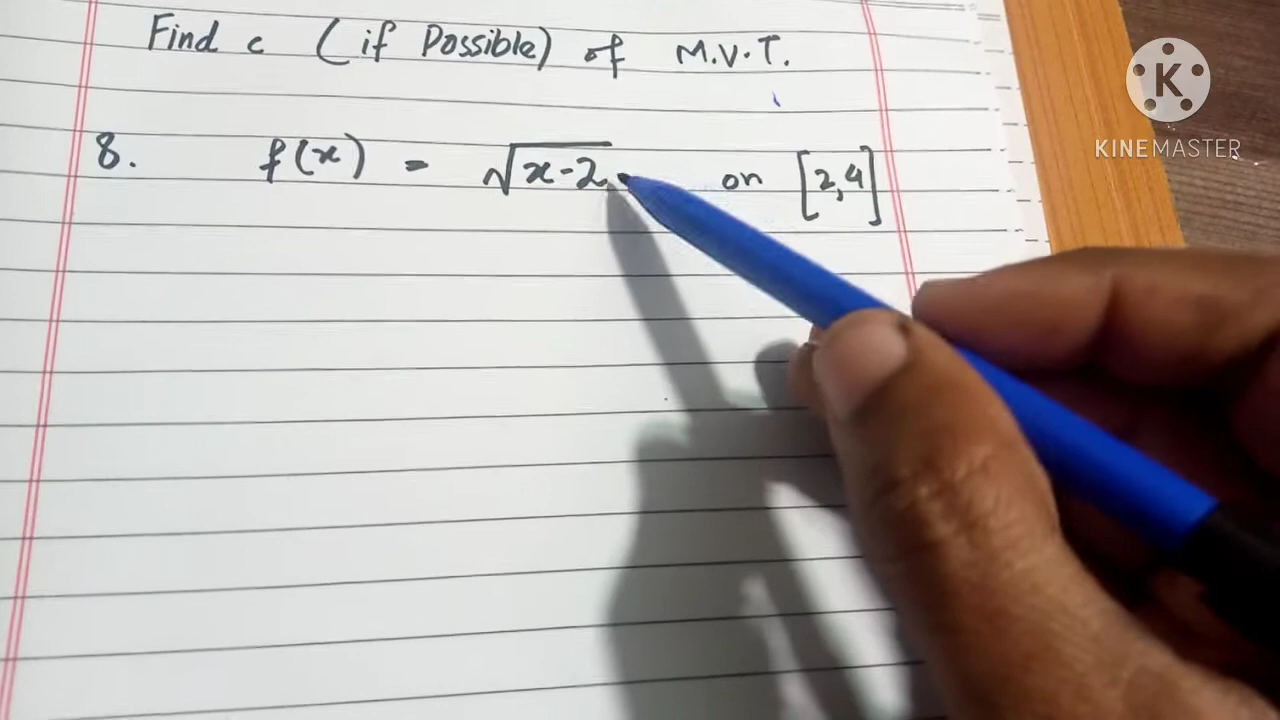 Find c (if Possible) of M.V.T.
8. f(x) = √x-2 on [2,4]
K
KINEMASTER